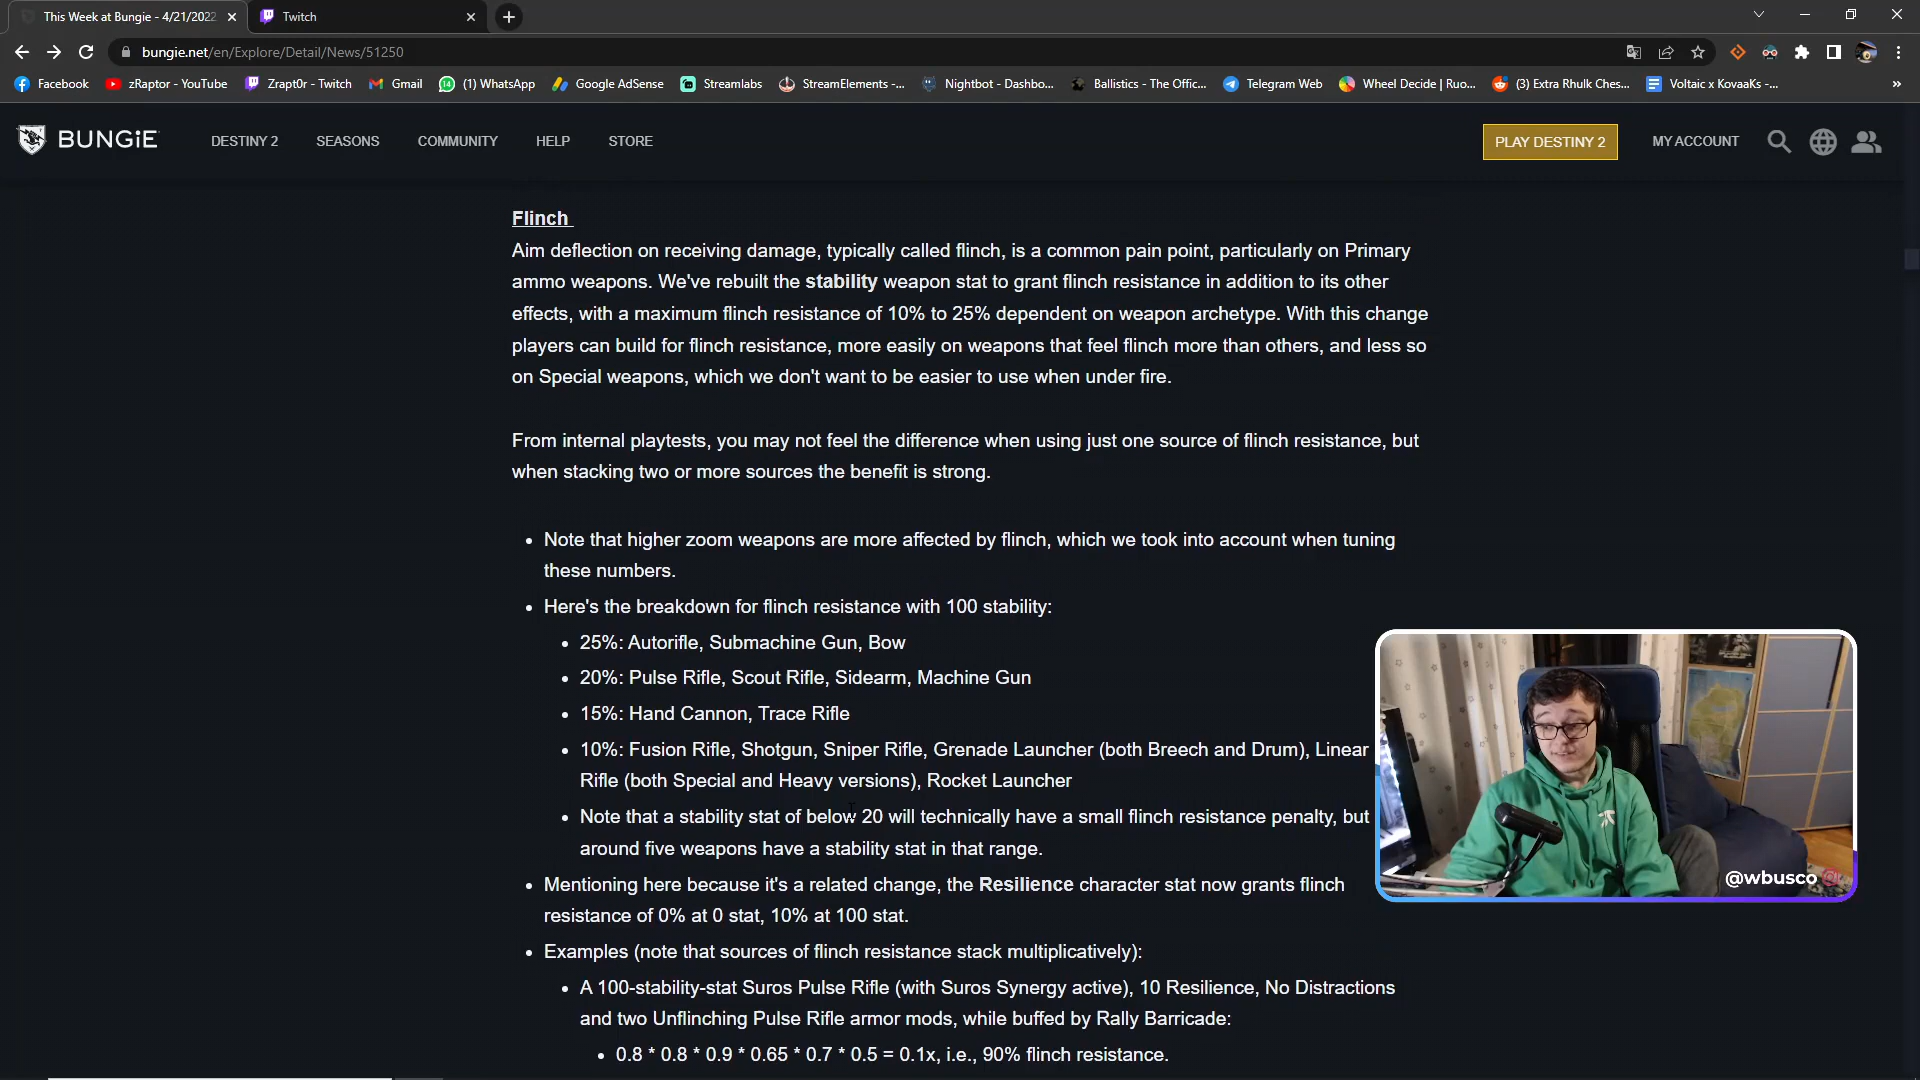 This Week at Bungie - 4/21/2022
Twitch
bungie.net/en/Explore/Detail/News/51250
Facebook
zRaptor - YouTube
Zrapt0r - Twitch
Gmail
(1) WhatsApp
Google AdSense
Streamlabs
StreamElements -...
Nightbot - Dashbo...
Ballistics - The Offic...
Telegram Web
Wheel Decide | Ruo...
(3) Extra Rhulk Ches...
Voltaic x KovaaKs -...
»
BUNGiE
DESTINY 2
SEASONS
COMMUNITY
HELP
STORE
PLAY DESTINY 2
MY ACCOUNT
Flinch
Aim deflection on receiving damage, typically called flinch, is a common pain point, particularly on Primary
ammo weapons. We've rebuilt the stability weapon stat to grant flinch resistance in addition to its other
effects, with a maximum flinch resistance of 10% to 25% dependent on weapon archetype. With this change
players can build for flinch resistance, more easily on weapons that feel flinch more than others, and less so
on Special weapons, which we don't want to be easier to use when under fire.
From internal playtests, you may not feel the difference when using just one source of flinch resistance, but
when stacking two or more sources the benefit is strong.
• Note that higher zoom weapons are more affected by flinch, which we took into account when tuning
these numbers.
• Here's the breakdown for flinch resistance with 100 stability:
• 25%: Autorifle, Submachine Gun, Bow
• 20%: Pulse Rifle, Scout Rifle, Sidearm, Machine Gun
• 15%: Hand Cannon, Trace Rifle
• 10%: Fusion Rifle, Shotgun, Sniper Rifle, Grenade Launcher (both Breech and Drum), Linear
Rifle (both Special and Heavy versions), Rocket Launcher
• Note that a stability stat of below 20 will technically have a small flinch resistance penalty, but
around five weapons have a stability stat in that range.
• Mentioning here because it's a related change, the Resilience character stat now grants flinch
resistance of 0% at 0 stat, 10% at 100 stat.
• Examples (note that sources of flinch resistance stack multiplicatively):
• A 100-stability-stat Suros Pulse Rifle (with Suros Synergy active), 10 Resilience, No Distractions
and two Unflinching Pulse Rifle armor mods, while buffed by Rally Barricade:
• 0.8 * 0.8 * 0.9 * 0.65 * 0.7 * 0.5 = 0.1x, i.e., 90% flinch resistance.
@wbusco